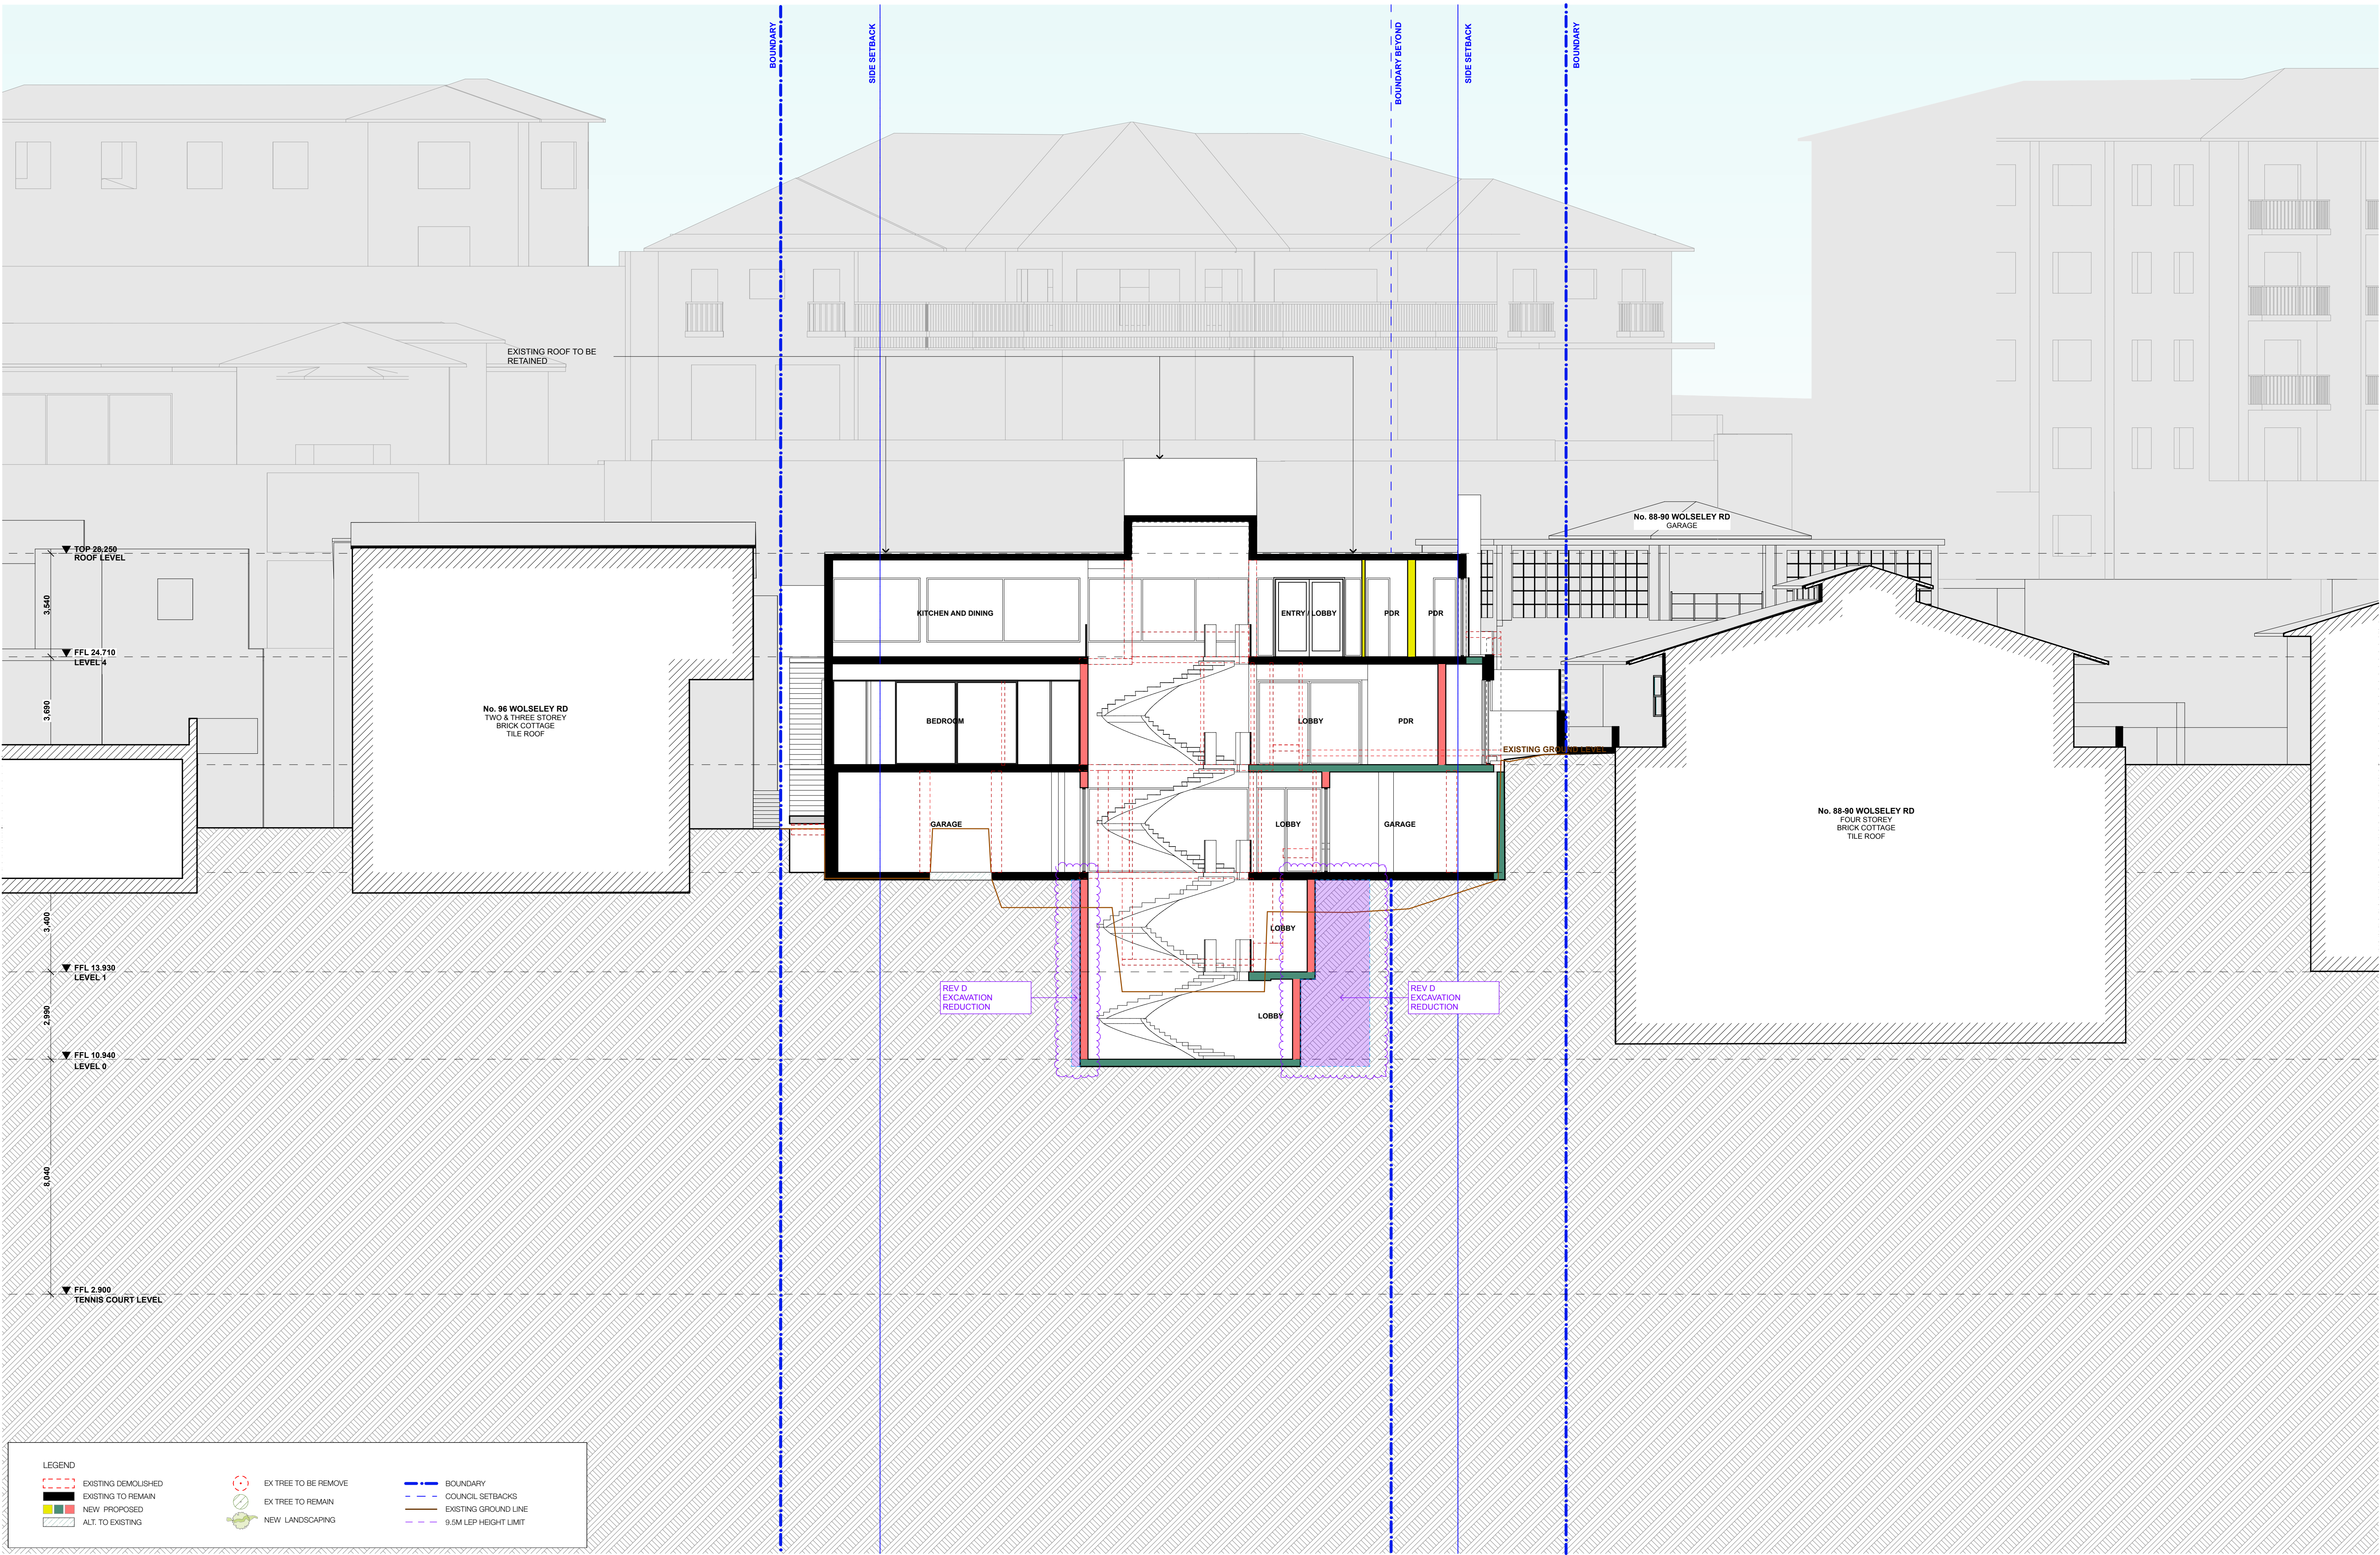 BOUNDARY
SIDE SETBACK
BOUNDARY BEYOND
SIDE SETBACK
BOUNDARY
EXISTING ROOF TO BE
RETAINED
No. 88-90 WOLSELEY RD
GARAGE
TOP 28.250
ROOF LEVEL
3,540
KITCHEN AND DINING
ENTRY / LOBBY
PDR
PDR
FFL 24.710
LEVEL 4
3,690
No. 96 WOLSELEY RD
TWO & THREE STOREY
BRICK COTTAGE
TILE ROOF
BEDROOM
LOBBY
PDR
EXISTING GROUND LEVEL
GARAGE
LOBBY
GARAGE
No. 88-90 WOLSELEY RD
FOUR STOREY
BRICK COTTAGE
TILE ROOF
3,400
LOBBY
FFL 13.930
LEVEL 1
REV D
EXCAVATION
REDUCTION
REV D
EXCAVATION
REDUCTION
2,990
LOBBY
FFL 10.940
LEVEL 0
8,040
FFL 2.900
TENNIS COURT LEVEL
LEGEND
EXISTING DEMOLISHED
EXISTING TO REMAIN
NEW PROPOSED
ALT. TO EXISTING
EX TREE TO BE REMOVE
EX TREE TO REMAIN
NEW LANDSCAPING
BOUNDARY
COUNCIL SETBACKS
EXISTING GROUND LINE
9.5M LEP HEIGHT LIMIT